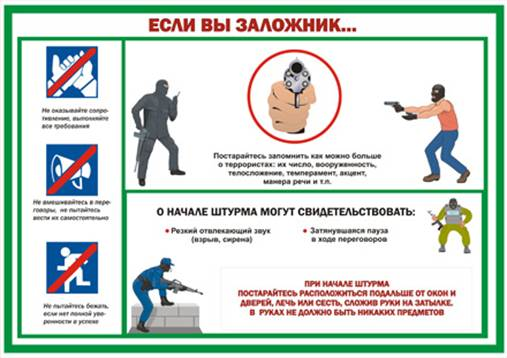 ЕСЛИ ВЫ ЗАЛОЖНИК...
Не оказывайте сопро-
тивление, выполняйте
все требования
Не вмешивайтесь в пере-
говоры, не пытайтесь
вести их самостоятельно
Не пытайтесь бежать,
если нет полной уве-
ренности в успехе
Постарайтесь запомнить как можно больше
о террористах: их число, вооруженность,
телосложение, темперамент, акцент,
манера речи и т.п.
О НАЧАЛЕ ШТУРМА МОГУТ СВИДЕТЕЛЬСТВОВАТЬ:
• Резкий отвлекающий звук
(взрыв, сирена)
• Затянувшаяся пауза
в ходе переговоров
ПРИ НАЧАЛЕ ШТУРМА
ПОСТАРАЙТЕСЬ РАСПОЛОЖИТЬСЯ ПОДАЛЬШЕ ОТ ОКОН И
ДВЕРЕЙ, ЛЕЧЬ ИЛИ СЕСТЬ, СЛОЖИВ РУКИ НА ЗАТЫЛКЕ.
В РУКАХ НЕ ДОЛЖНО БЫТЬ НИКАКИХ ПРЕДМЕТОВ